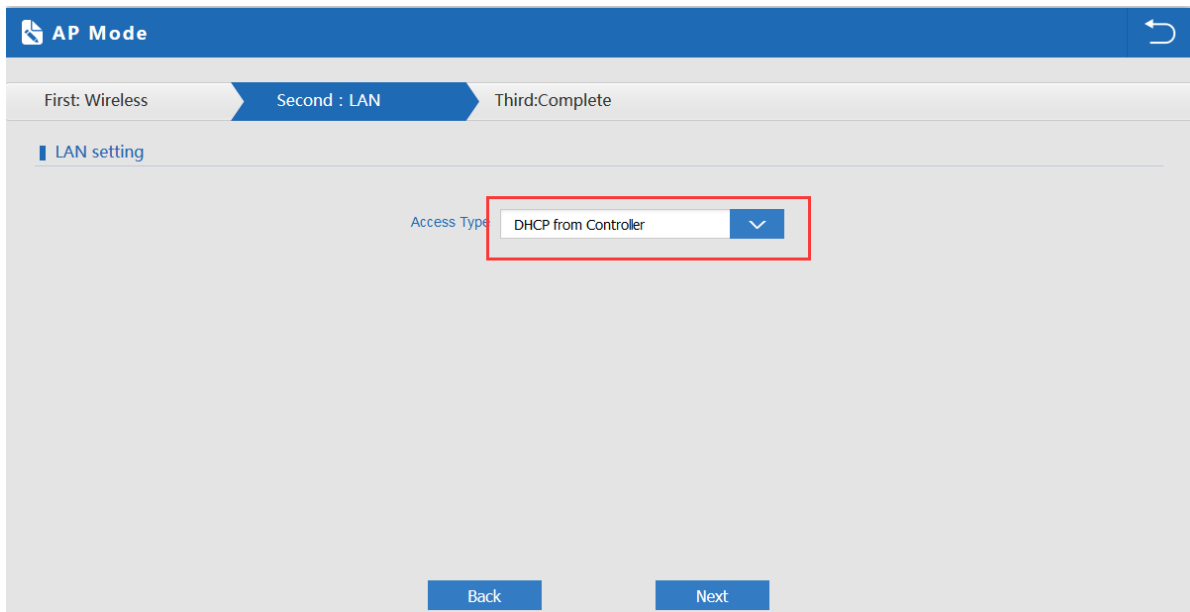 AP Mode
First: Wireless
Second : LAN
Third:Complete
LAN setting
Access Type
DHCP from Controller
Back
Next